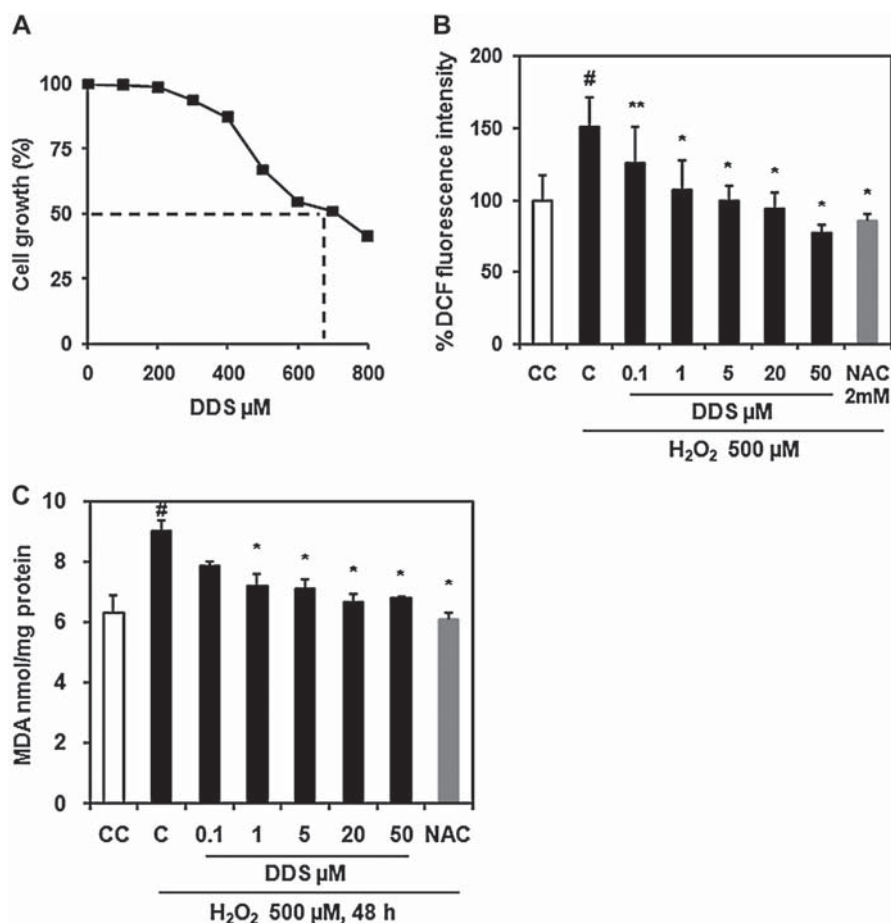 A
Cell growth (%)
100
75
50
25
0
0 200 400 600 800
DDS µM
B
% DCF fluorescence intensity
200
150
100
50
0
#
**
*
*
*
*
*
CC C 0.1 1 5 20 50 NAC
2mM
DDS µM
H₂O₂ 500 µM
C
MDA nmol/mg protein
10
8
6
4
2
0
#
*
*
*
*
*
CC C 0.1 1 5 20 50 NAC
DDS µM
H₂O₂ 500 µM, 48 h